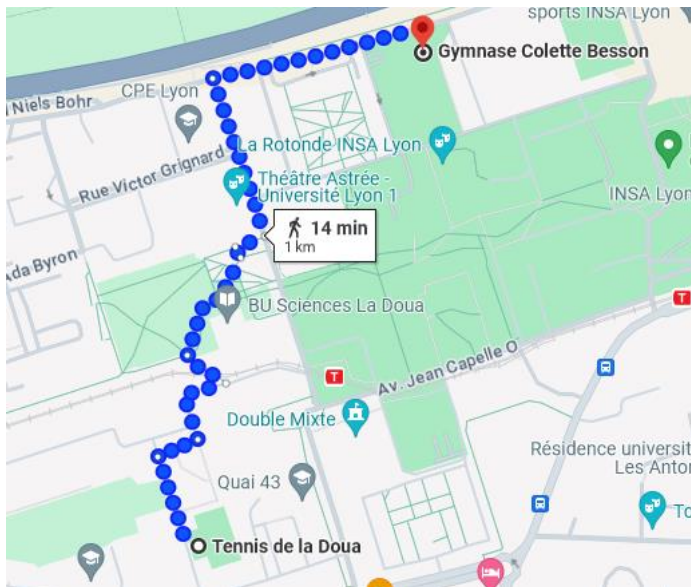 sports INSA Lyon
Gymnase Colette Besson
Niels Bohr
CPE Lyon
La Rotonde INSA Lyon
Rue Victor Grignard
Théâtre Astrée -
Université Lyon 1
INSA Lyon
14 min
1 km
Ada Byron
BU Sciences La Doua
T
T
Av. Jean Capelle O
Double Mixte
Résidence universit
Les Anton
Quai 43
To
Tennis de la Doua